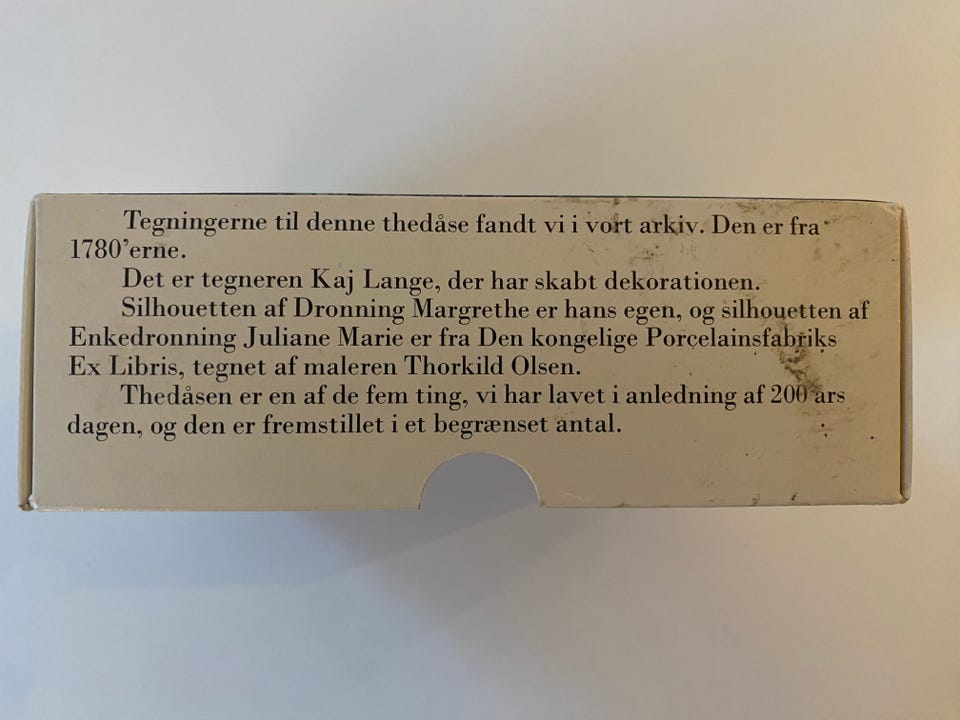 Tegningerne til denne thedåse fandt vi i vort arkiv. Den er fra
1780'erne.
Det er tegneren Kaj Lange, der har skabt dekorationen.
Silhouetten af Dronning Margrethe er hans egen, og silhouetten af
Enkedronning Juliane Marie er fra Den kongelige Porcelainsfabriks
Ex Libris, tegnet af maleren Thorkild Olsen.
Thedåsen er en af de fem ting, vi har lavet i anledning af 200 års
dagen, og den er fremstillet i et begrænset antal.